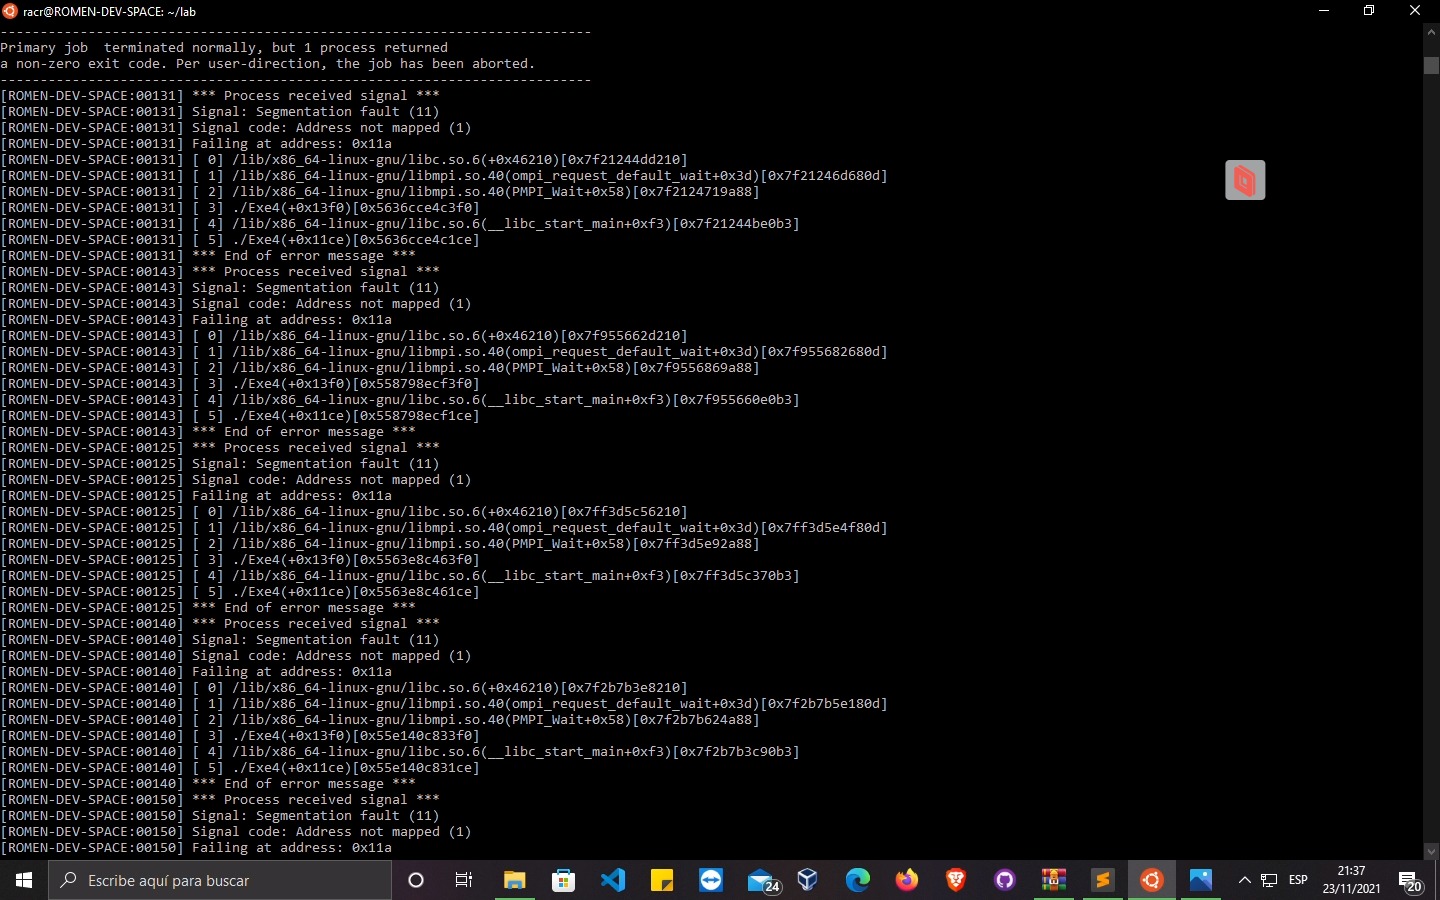 racr@ROMEN-DEV-SPACE: ~/lab
--------------------------------------------------------------------------
Primary job  terminated normally, but 1 process returned
a non-zero exit code. Per user-direction, the job has been aborted.
--------------------------------------------------------------------------
[ROMEN-DEV-SPACE:00131] *** Process received signal ***
[ROMEN-DEV-SPACE:00131] Signal: Segmentation fault (11)
[ROMEN-DEV-SPACE:00131] Signal code: Address not mapped (1)
[ROMEN-DEV-SPACE:00131] Failing at address: 0x11a
[ROMEN-DEV-SPACE:00131] [ 0] /lib/x86_64-linux-gnu/libc.so.6(+0x46210)[0x7f21244dd210]
[ROMEN-DEV-SPACE:00131] [ 1] /lib/x86_64-linux-gnu/libmpi.so.40(ompi_request_default_wait+0x3d)[0x7f21246d680d]
[ROMEN-DEV-SPACE:00131] [ 2] /lib/x86_64-linux-gnu/libmpi.so.40(PMPI_Wait+0x58)[0x7f2124719a88]
[ROMEN-DEV-SPACE:00131] [ 3] ./Exe4(+0x13f0)[0x5636cce4c3f0]
[ROMEN-DEV-SPACE:00131] [ 4] /lib/x86_64-linux-gnu/libc.so.6(__libc_start_main+0xf3)[0x7f21244be0b3]
[ROMEN-DEV-SPACE:00131] [ 5] ./Exe4(+0x11ce)[0x5636cce4c1ce]
[ROMEN-DEV-SPACE:00131] *** End of error message ***
[ROMEN-DEV-SPACE:00143] *** Process received signal ***
[ROMEN-DEV-SPACE:00143] Signal: Segmentation fault (11)
[ROMEN-DEV-SPACE:00143] Signal code: Address not mapped (1)
[ROMEN-DEV-SPACE:00143] Failing at address: 0x11a
[ROMEN-DEV-SPACE:00143] [ 0] /lib/x86_64-linux-gnu/libc.so.6(+0x46210)[0x7f955662d210]
[ROMEN-DEV-SPACE:00143] [ 1] /lib/x86_64-linux-gnu/libmpi.so.40(ompi_request_default_wait+0x3d)[0x7f955682680d]
[ROMEN-DEV-SPACE:00143] [ 2] /lib/x86_64-linux-gnu/libmpi.so.40(PMPI_Wait+0x58)[0x7f9556869a88]
[ROMEN-DEV-SPACE:00143] [ 3] ./Exe4(+0x13f0)[0x558798ecf3f0]
[ROMEN-DEV-SPACE:00143] [ 4] /lib/x86_64-linux-gnu/libc.so.6(__libc_start_main+0xf3)[0x7f955660e0b3]
[ROMEN-DEV-SPACE:00143] [ 5] ./Exe4(+0x11ce)[0x558798ecf1ce]
[ROMEN-DEV-SPACE:00143] *** End of error message ***
[ROMEN-DEV-SPACE:00125] *** Process received signal ***
[ROMEN-DEV-SPACE:00125] Signal: Segmentation fault (11)
[ROMEN-DEV-SPACE:00125] Signal code: Address not mapped (1)
[ROMEN-DEV-SPACE:00125] Failing at address: 0x11a
[ROMEN-DEV-SPACE:00125] [ 0] /lib/x86_64-linux-gnu/libc.so.6(+0x46210)[0x7ff3d5c56210]
[ROMEN-DEV-SPACE:00125] [ 1] /lib/x86_64-linux-gnu/libmpi.so.40(ompi_request_default_wait+0x3d)[0x7ff3d5e4f80d]
[ROMEN-DEV-SPACE:00125] [ 2] /lib/x86_64-linux-gnu/libmpi.so.40(PMPI_Wait+0x58)[0x7ff3d5e92a88]
[ROMEN-DEV-SPACE:00125] [ 3] ./Exe4(+0x13f0)[0x5563e8c463f0]
[ROMEN-DEV-SPACE:00125] [ 4] /lib/x86_64-linux-gnu/libc.so.6(__libc_start_main+0xf3)[0x7ff3d5c370b3]
[ROMEN-DEV-SPACE:00125] [ 5] ./Exe4(+0x11ce)[0x5563e8c461ce]
[ROMEN-DEV-SPACE:00125] *** End of error message ***
[ROMEN-DEV-SPACE:00140] *** Process received signal ***
[ROMEN-DEV-SPACE:00140] Signal: Segmentation fault (11)
[ROMEN-DEV-SPACE:00140] Signal code: Address not mapped (1)
[ROMEN-DEV-SPACE:00140] Failing at address: 0x11a
[ROMEN-DEV-SPACE:00140] [ 0] /lib/x86_64-linux-gnu/libc.so.6(+0x46210)[0x7f2b7b3e8210]
[ROMEN-DEV-SPACE:00140] [ 1] /lib/x86_64-linux-gnu/libmpi.so.40(ompi_request_default_wait+0x3d)[0x7f2b7b5e180d]
[ROMEN-DEV-SPACE:00140] [ 2] /lib/x86_64-linux-gnu/libmpi.so.40(PMPI_Wait+0x58)[0x7f2b7b624a88]
[ROMEN-DEV-SPACE:00140] [ 3] ./Exe4(+0x13f0)[0x55e140c833f0]
[ROMEN-DEV-SPACE:00140] [ 4] /lib/x86_64-linux-gnu/libc.so.6(__libc_start_main+0xf3)[0x7f2b7b3c90b3]
[ROMEN-DEV-SPACE:00140] [ 5] ./Exe4(+0x11ce)[0x55e140c831ce]
[ROMEN-DEV-SPACE:00140] *** End of error message ***
[ROMEN-DEV-SPACE:00150] *** Process received signal ***
[ROMEN-DEV-SPACE:00150] Signal: Segmentation fault (11)
[ROMEN-DEV-SPACE:00150] Signal code: Address not mapped (1)
[ROMEN-DEV-SPACE:00150] Failing at address: 0x11a
Escribe aquí para buscar
24
ESP
21:37
23/11/2021
20